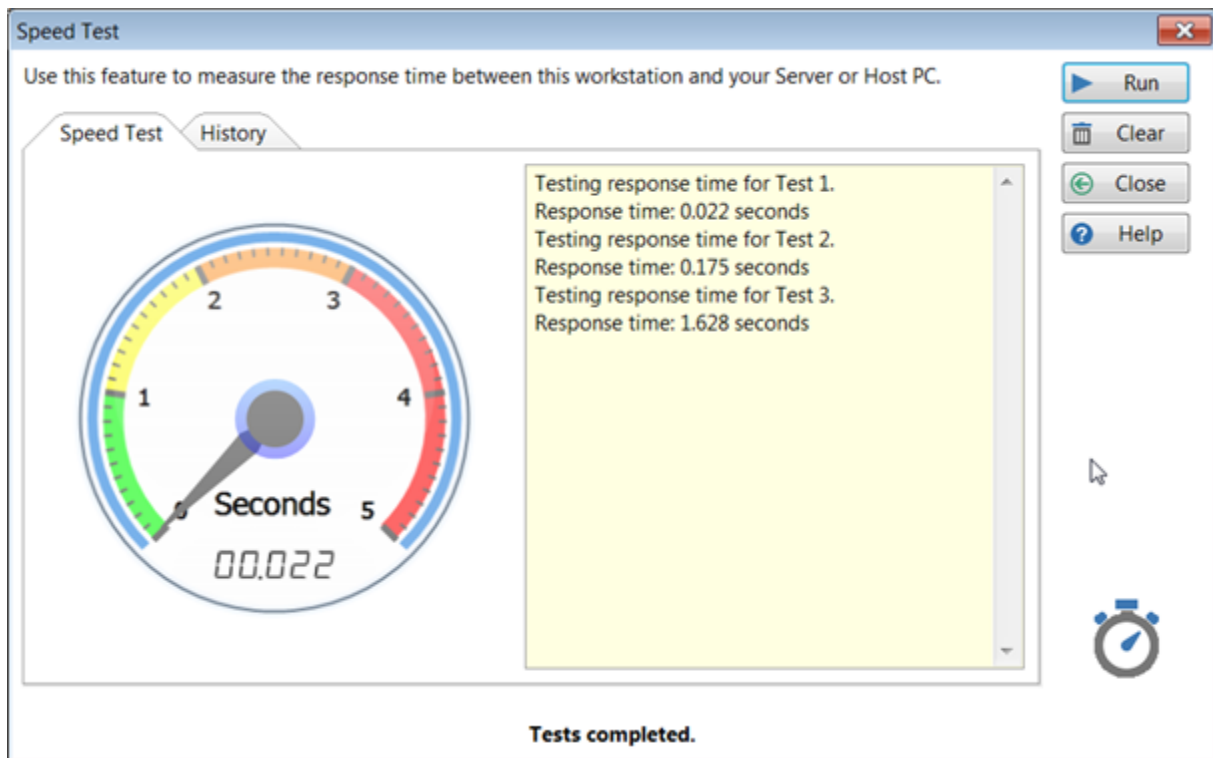 Speed Test
Use this feature to measure the response time between this workstation and your Server or Host PC.
Run
Clear
Close
Help
Speed Test
History
Testing response time for Test 1.
Response time: 0.022 seconds
Testing response time for Test 2.
Response time: 0.175 seconds
Testing response time for Test 3.
Response time: 1.628 seconds
2 3
1 4
0 Seconds 5
00.022
Tests completed.